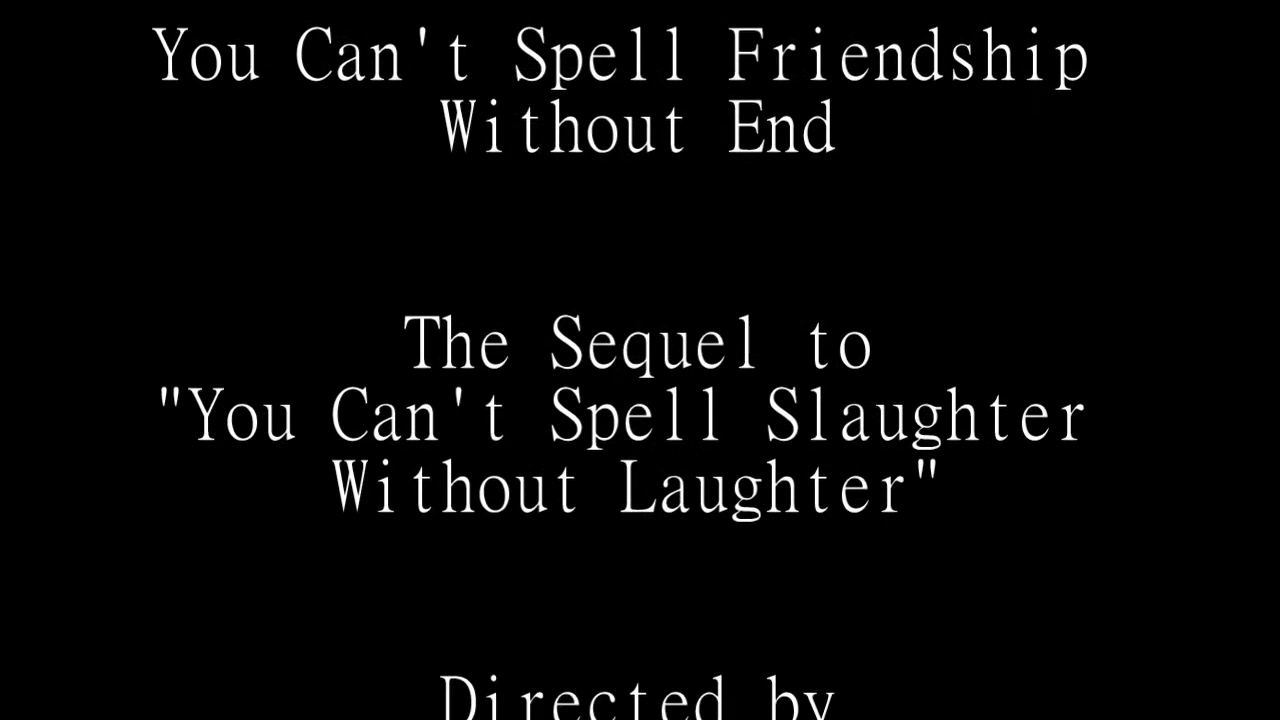 You Can't Spell Friendship
Without End
The Sequel to
"You Can't Spell Slaughter
Without Laughter"
Directed by